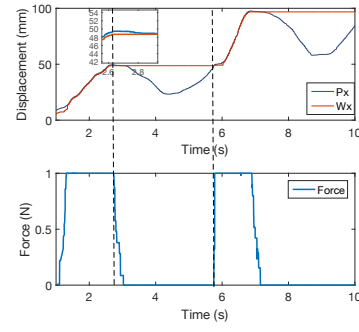 100
50
0
Displacement (mm)
54
52
50
48
46
44
42
2.6 2.8
Px
Wx
2 4 6 8 10
Time (s)
1
0.5
0
Force (N)
Force
2 4 6 8 10
Time (s)